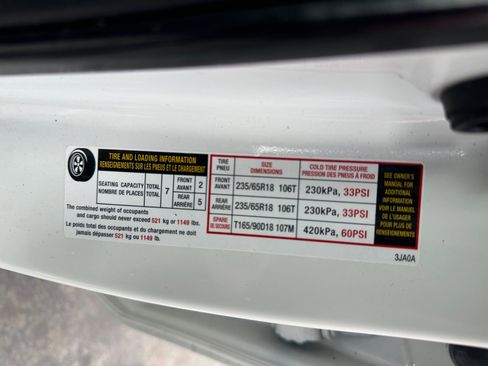 TIRE AND LOADING INFORMATION
RENSEIGNEMENTS SUR LES PNEUS ET LE CHARGEMENT
SEATING CAPACITY TOTAL
NOMBRE DE PLACES TOTAL
7
FRONT
AVANT
2
REAR
ARRIÈRE
5
The combined weight of occupants
and cargo should never exceed 521 kg or 1149 lbs.
Le poids total des occupants et du chargement ne doit
jamais dépasser 521 kg ou 1149 lb.
TIRE
PNEU
SIZE
DIMENSIONS
COLD TIRE PRESSURE
PRESSION DES PNEUS À FROID
FRONT
AVANT
235/65R18 106T
230kPa, 33PSI
REAR
ARRIÈRE
235/65R18 106T
230kPa, 33PSI
SPARE
DE SECOURS
T165/90D18 107M
420kPa, 60PSI
SEE OWNER'S
MANUAL FOR
ADDITIONAL
INFORMATION
VOIR LE MANUEL
DE L'USAGER
POUR PLUS DE
RENSEIGNEMENTS
3JA0A